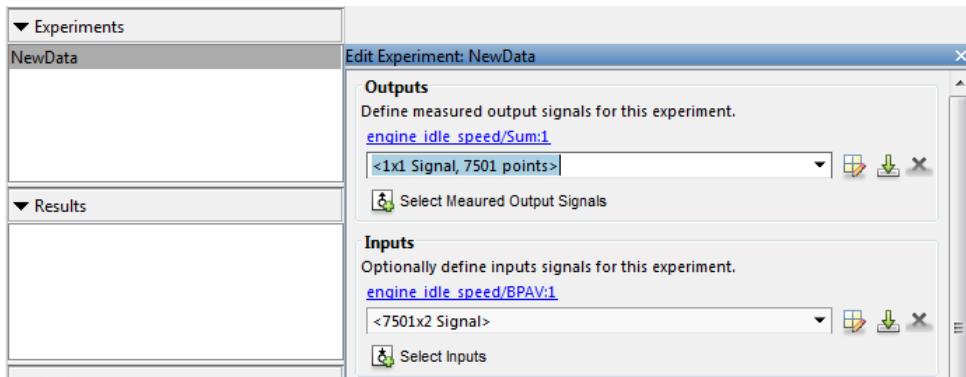 Experiments
NewData
Results
Edit Experiment: NewData
Outputs
Define measured output signals for this experiment.
engine_idle_speed/Sum:1
<1x1 Signal, 7501 points>
Select Meaured Output Signals
Inputs
Optionally define inputs signals for this experiment.
engine_idle_speed/BPAV:1
<7501x2 Signal>
Select Inputs